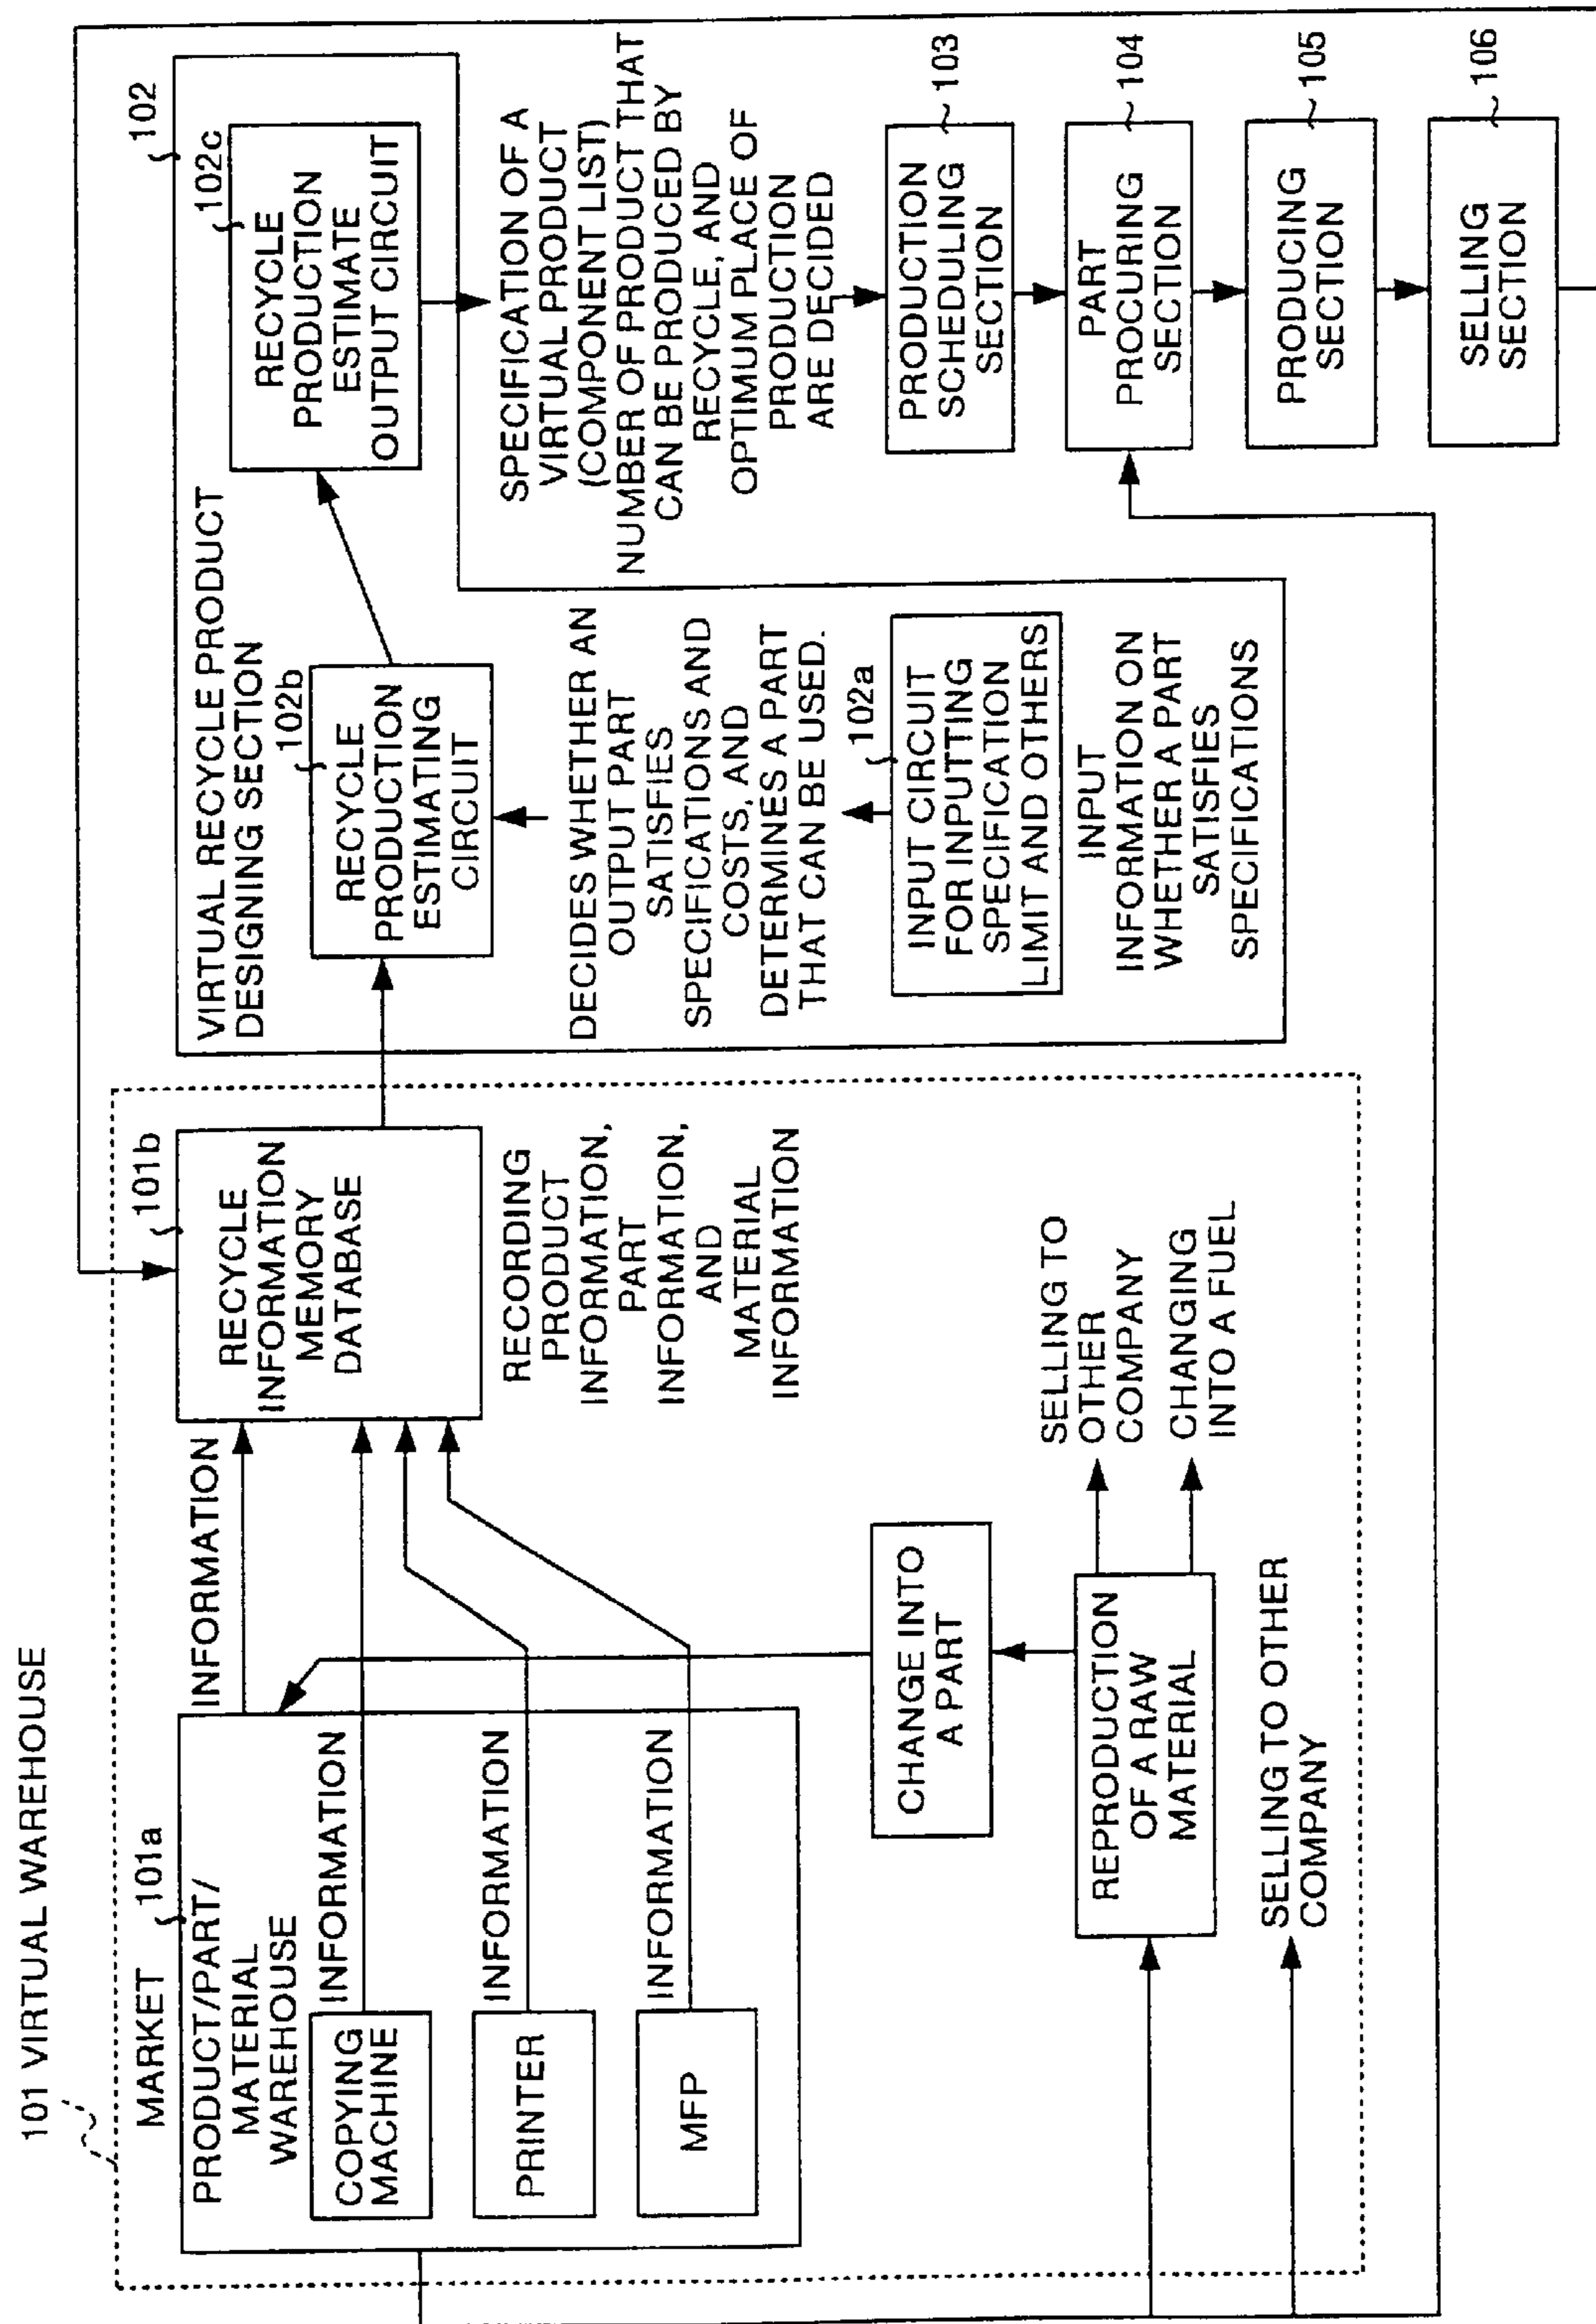 101 VIRTUAL WAREHOUSE
MARKET
101a
PRODUCT/PART/
MATERIAL
WAREHOUSE
COPYING
MACHINE
INFORMATION
PRINTER
INFORMATION
MFP
INFORMATION
INFORMATION
101b
RECYCLE
INFORMATION
MEMORY
DATABASE
RECORDING
PRODUCT
INFORMATION,
PART
INFORMATION,
AND
MATERIAL
INFORMATION
CHANGE INTO
A PART
REPRODUCTION
OF A RAW
MATERIAL
SELLING TO
OTHER
COMPANY
CHANGING
INTO A FUEL
SELLING TO OTHER
COMPANY
102
VIRTUAL RECYCLE PRODUCT
DESIGNING SECTION
102b
RECYCLE
PRODUCTION
ESTIMATING
CIRCUIT
DECIDES WHETHER AN
OUTPUT PART
SATISFIES
SPECIFICATIONS AND
COSTS, AND
DETERMINES A PART
THAT CAN BE USED.
102a
INPUT CIRCUIT
FOR INPUTTING
SPECIFICATION
LIMIT AND OTHERS
INPUT
INFORMATION ON
WHETHER A PART
SATISFIES
SPECIFICATIONS
102c
RECYCLE
PRODUCTION
ESTIMATE
OUTPUT CIRCUIT
SPECIFICATION OF A
VIRTUAL PRODUCT
(COMPONENT LIST)
NUMBER OF PRODUCT THAT
CAN BE PRODUCED BY
RECYCLE, AND
OPTIMUM PLACE OF
PRODUCTION
ARE DECIDED
PRODUCTION
SCHEDULING
SECTION
103
PART
PROCURING
SECTION
104
PRODUCING
SECTION
105
SELLING
SECTION
106